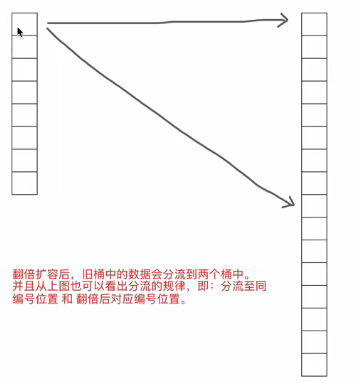 翻倍扩容后，旧桶中的数据会分流到两个桶中。
并且从上图也可以看出分流的规律，即：分流至同
编号位置 和 翻倍后对应编号位置。